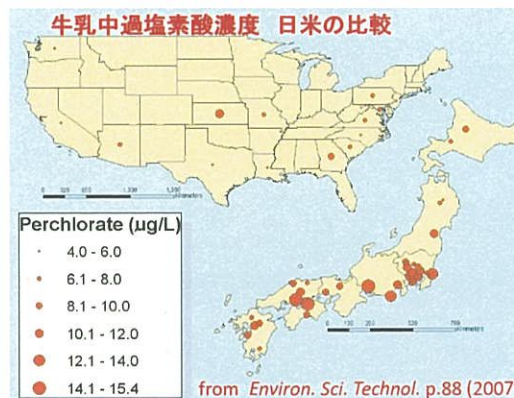 牛乳中過塩素酸濃度 日米の比較
Perchlorate (µg/L)
4.0 - 6.0
6.1 - 8.0
8.1 - 10.0
10.1 - 12.0
12.1 - 14.0
14.1 - 15.4
from Environ. Sci. Technol. p.88 (2007